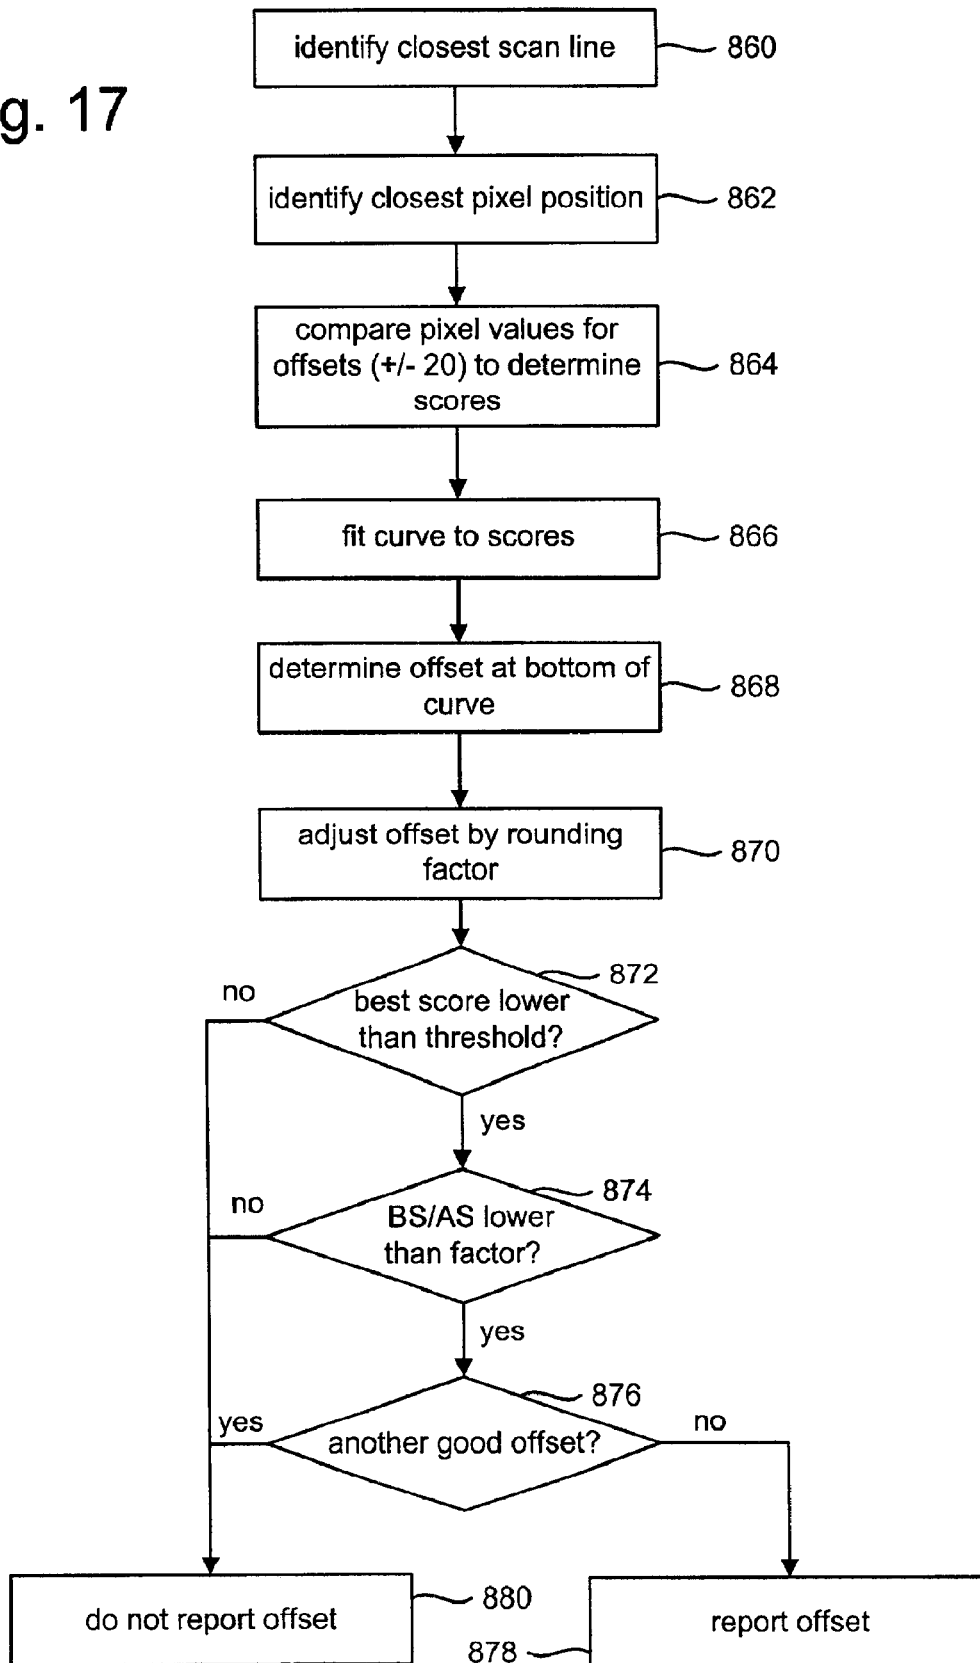 g. 17
identify closest scan line
860
identify closest pixel position
862
compare pixel values for
offsets (+/- 20) to determine
scores
864
fit curve to scores
866
determine offset at bottom of
curve
868
adjust offset by rounding
factor
870
872
no
best score lower
than threshold?
yes
874
no
BS/AS lower
than factor?
yes
876
yes
another good offset?
no
do not report offset
880
report offset
878